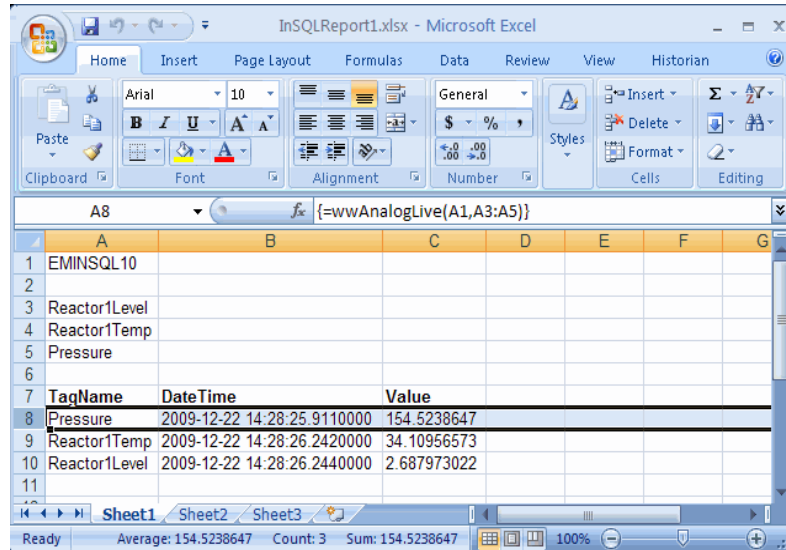 InSQLReport1.xlsx - Microsoft Excel
Home Insert Page Layout Formulas Data Review View Historian
Arial 10 General Insert
Paste B I U A A $ % , Styles Delete
A .00 .00 Format
Clipboard Font Alignment Number Cells Editing
A8 fx {=wwAnalogLive(A1,A3:A5)}
A B C D E F G
1 EMINSQL10
2
3 Reactor1Level
4 Reactor1Temp
5 Pressure
6
7 TagName DateTime Value
8 Pressure 2009-12-22 14:28:25.9110000 154.5238647
9 Reactor1Temp 2009-12-22 14:28:26.2420000 34.10956573
10 Reactor1Level 2009-12-22 14:28:26.2440000 2.687973022
11
Sheet1 Sheet2 Sheet3
Ready Average: 154.5238647 Count: 3 Sum: 154.5238647 100%